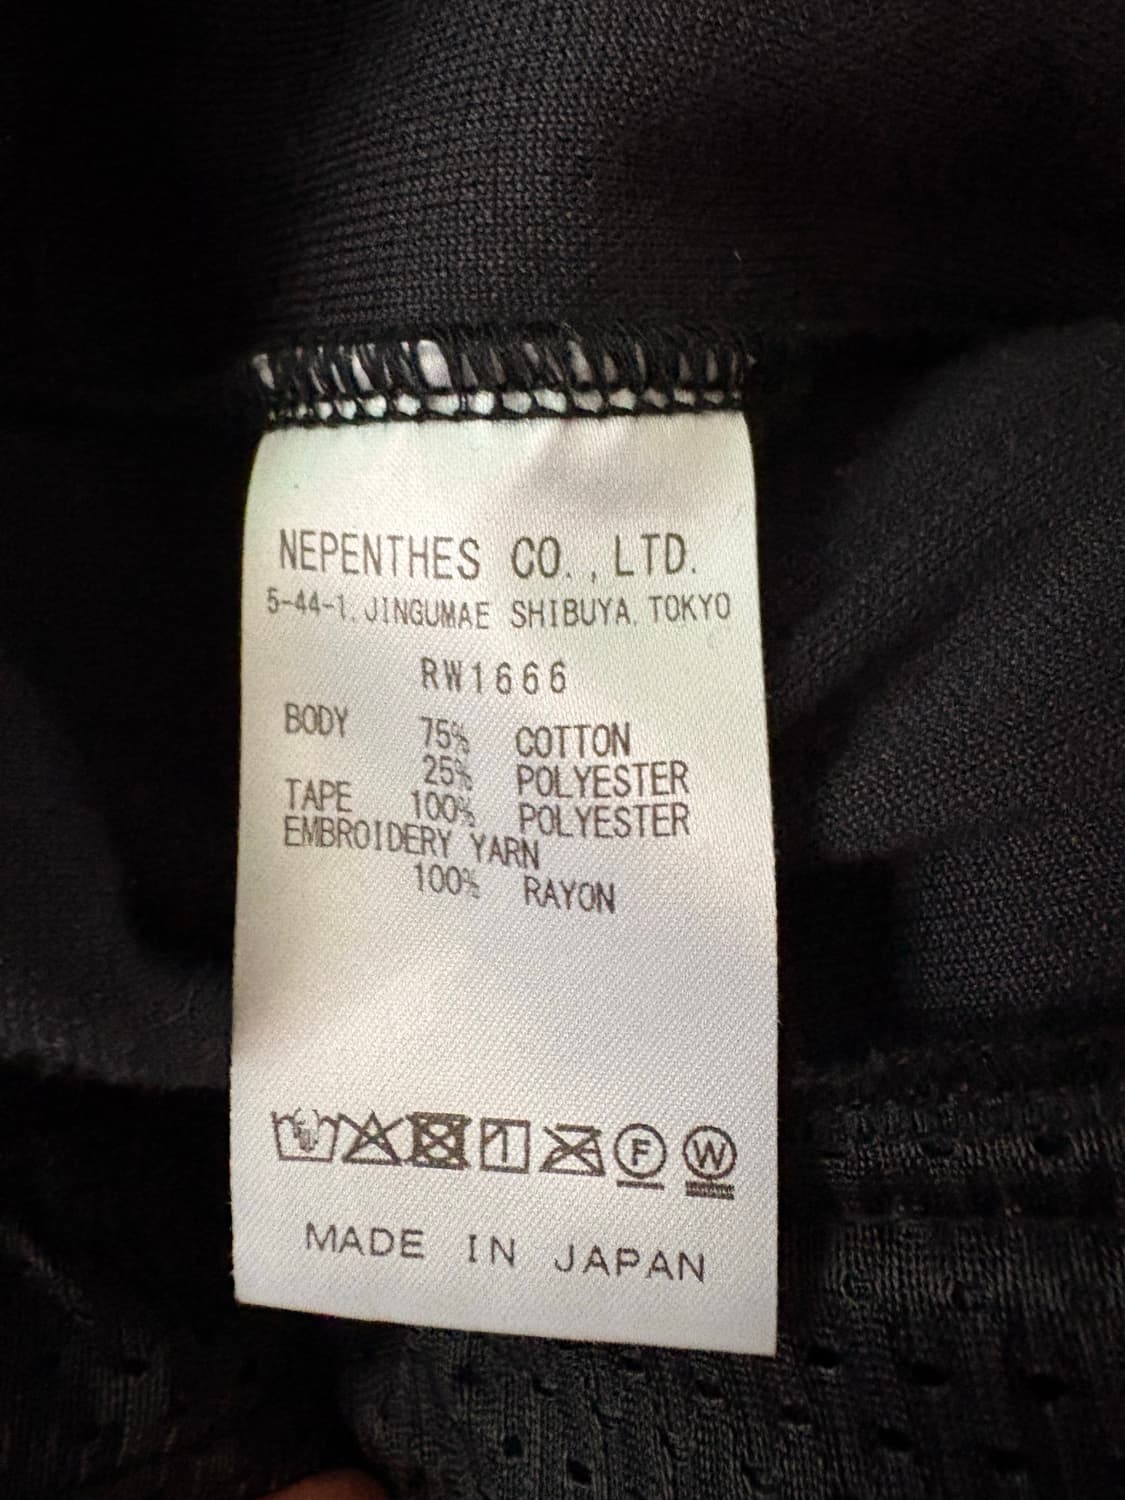 NEPENTHES CO., LTD.
5-44-1, JINGUMAE SHIBUYA, TOKYO
RW1666
BODY 75% COTTON
25% POLYESTER
TAPE 100% POLYESTER
EMBROIDERY YARN
100% RAYON
F W
MADE IN JAPAN